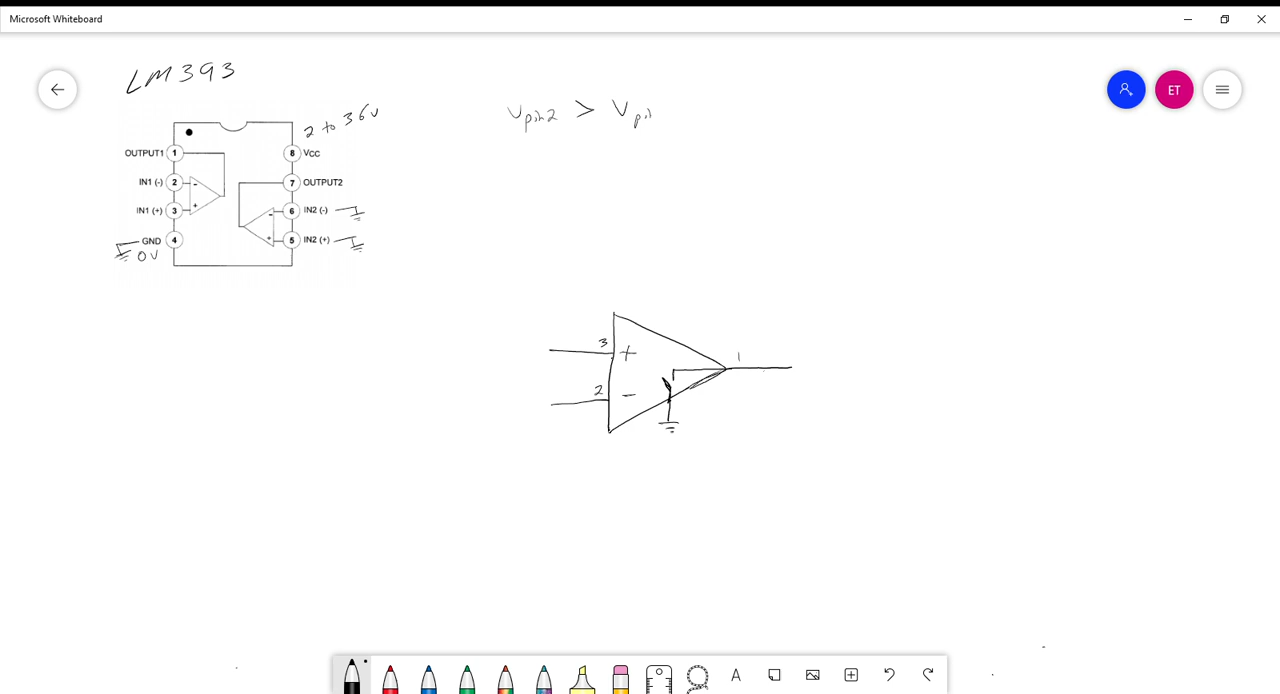 Microsoft Whiteboard
ET
LM393
2 to 36V
Vpin2 > Vpi
OUTPUT1 1
8 VCC
IN1 (-) 2 -
7 OUTPUT2
IN1 (+) 3 +
- 6 IN2 (-)
GND 4
+ 5 IN2 (+)
0V
3 +
1
2 -
A